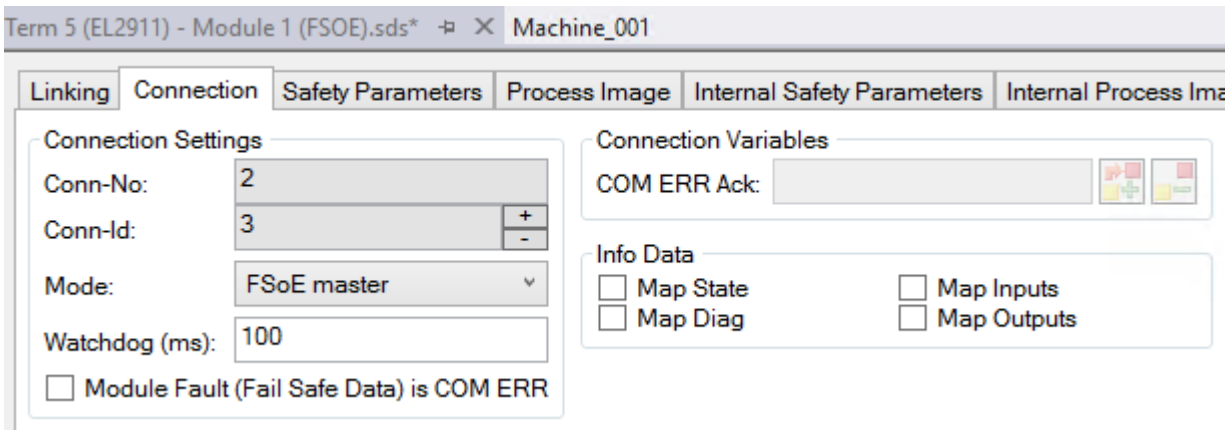 Term 5 (EL2911) - Module 1 (FSOE).sds* Machine_001
Linking Connection Safety Parameters Process Image Internal Safety Parameters Internal Process Ima
Connection Settings
Conn-No: 2
Conn-Id: 3 + -
Mode: FSoE master
Watchdog (ms): 100
Module Fault (Fail Safe Data) is COM ERR
Connection Variables
COM ERR Ack:
Info Data
Map State Map Inputs
Map Diag Map Outputs